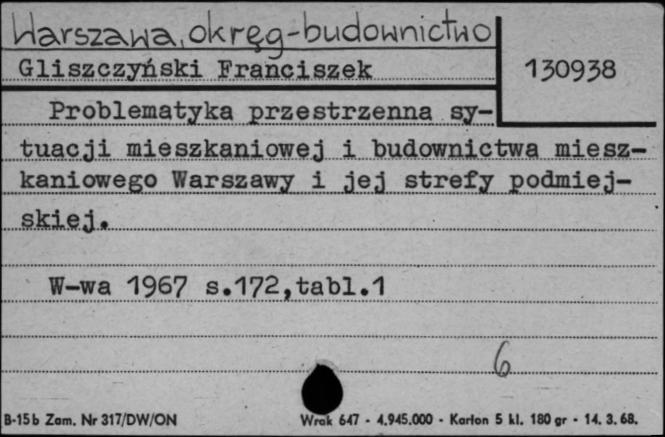 Warszawa, okręg-budownictwo
Gliszczyński Franciszek
130938
Problematyka przestrzenna sy-
tuacji mieszkaniowej i budownictwa miesz-
kaniowego Warszawy i jej strefy podmiej-
skiej.
W-wa 1967 s.172,tabl.1
6
B-15b Zam. Nr 317/DW/ON Wrak 647 - 4.945.000 - Karton 5 kl. 180 gr - 14. 3. 68.